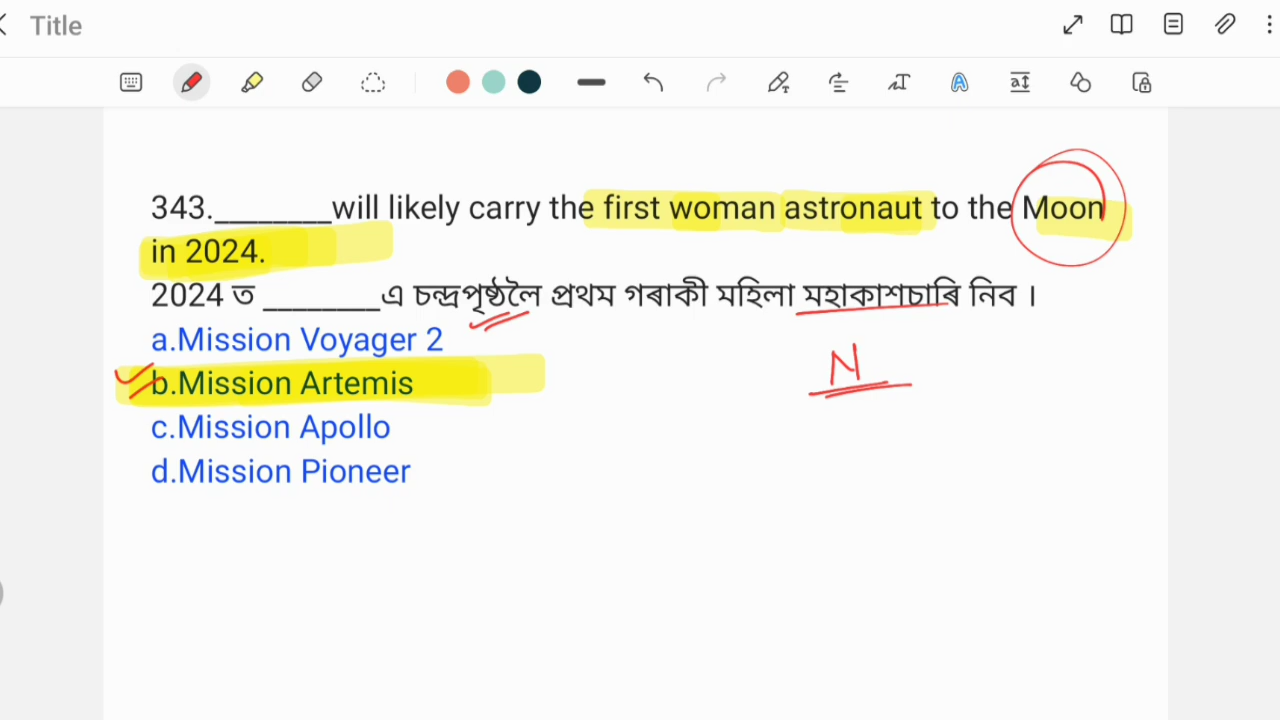 Title
343.________will likely carry the first woman astronaut to the Moon
in 2024.
2024 ত ________এ চন্দ্ৰপৃষ্ঠলৈ প্ৰথম গৰাকী মহিলা মহাকাশচাৰি নিব ।
a.Mission Voyager 2
b.Mission Artemis
N
c.Mission Apollo
d.Mission Pioneer